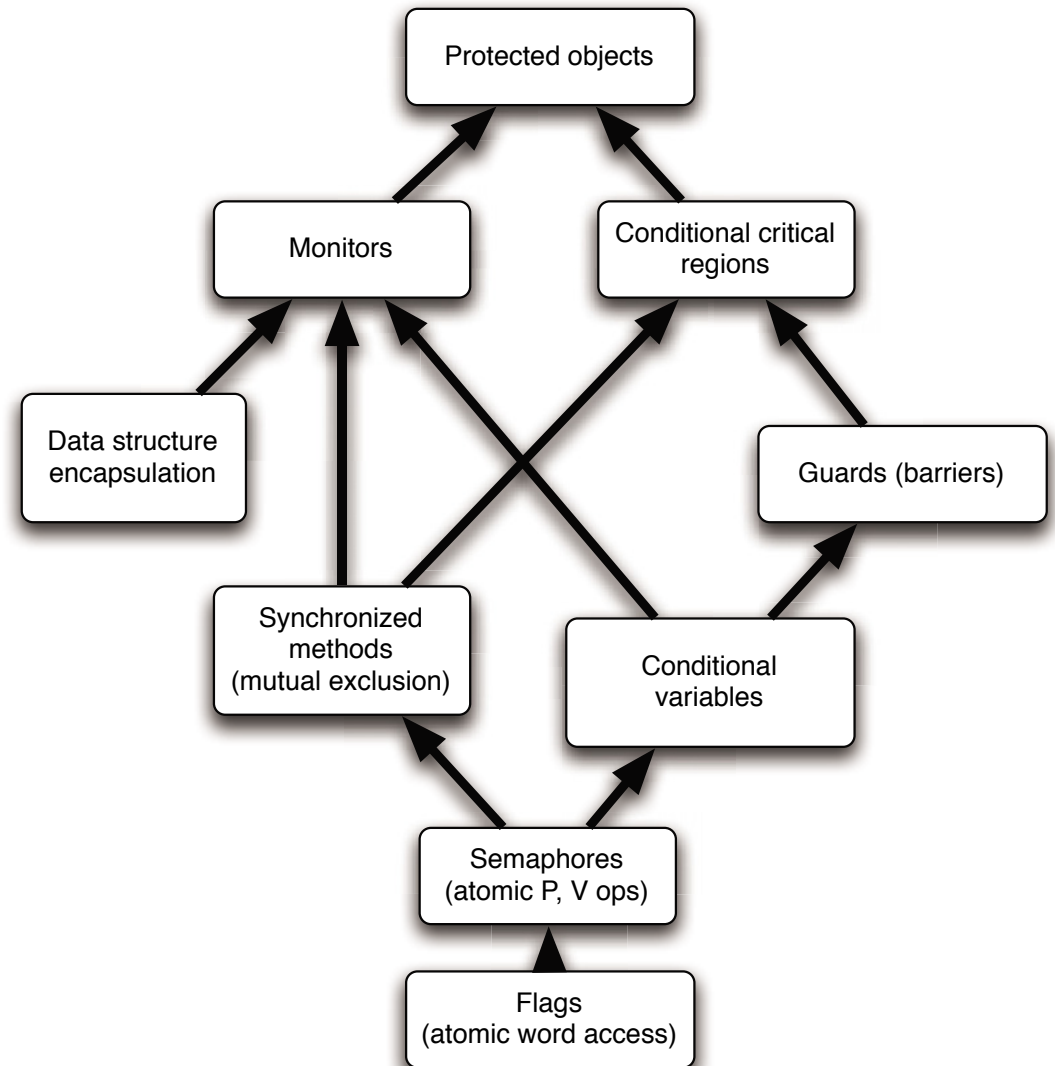 Protected objects
Monitors
Conditional critical
regions
Data structure
encapsulation
Guards (barriers)
Synchronized
methods
(mutual exclusion)
Conditional
variables
Semaphores
(atomic P, V ops)
Flags
(atomic word access)